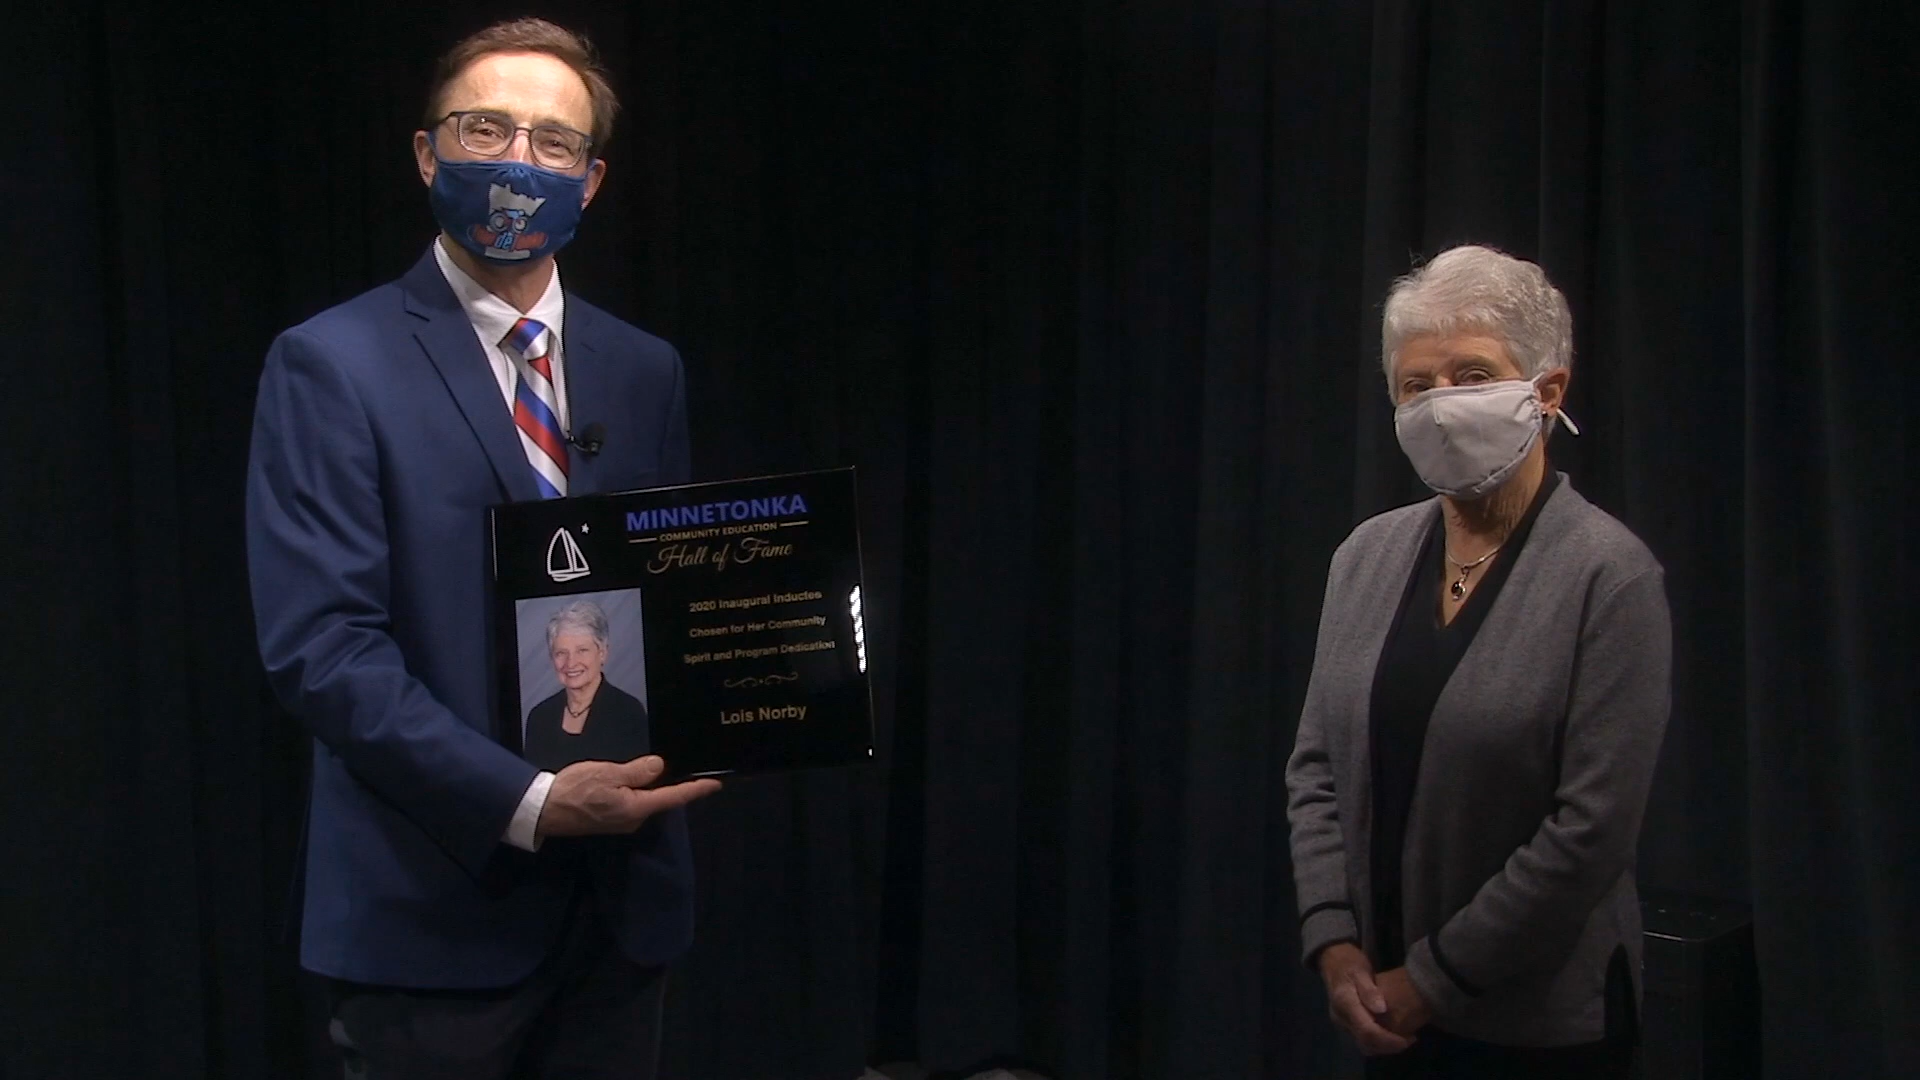 MINNETONKA
COMMUNITY EDUCATION
Hall of Fame
2020 Inaugural Inductee
Chosen for Her Community
Spirit and Program Dedication
Lois Norby
de